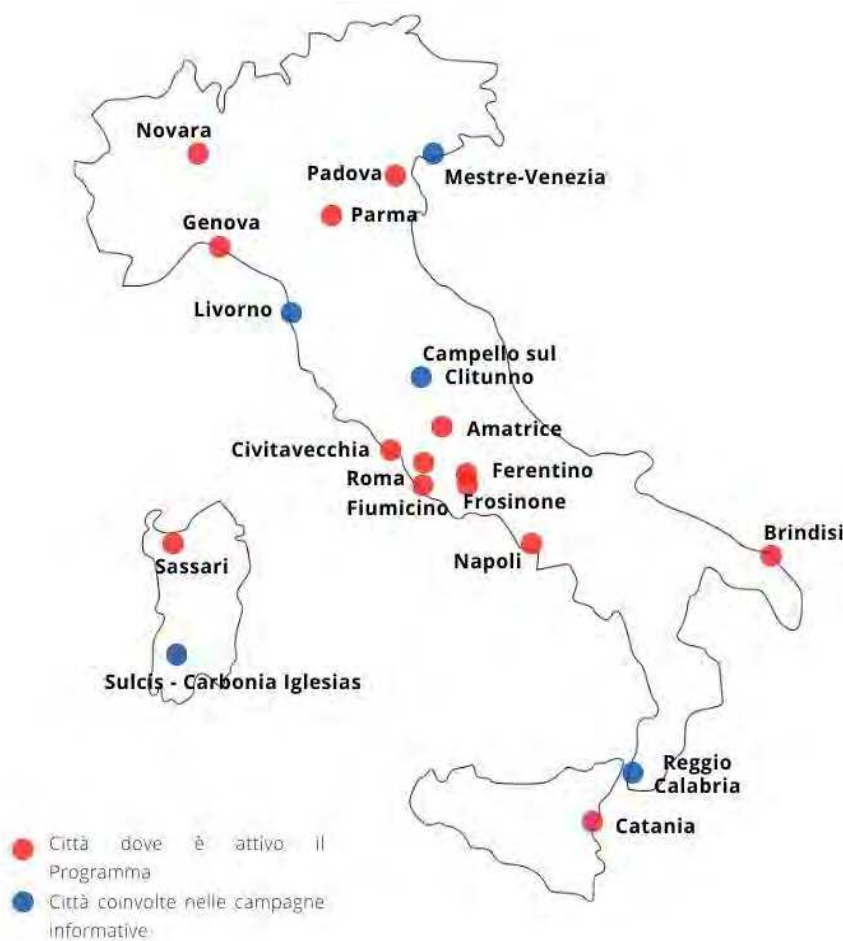 Novara
Padova
Mestre-Venezia
Parma
Genova
Livorno
Campello sul
Clitunno
Amatrice
Civitavecchia
Ferentino
Roma
Fiumicino
Frosinone
Brindisi
Napoli
Sassari
Sulcis - Carbonia Iglesias
Reggio
Calabria
Catania
Città dove è attivo il
Programma
Città coinvolte nelle campagne
informative